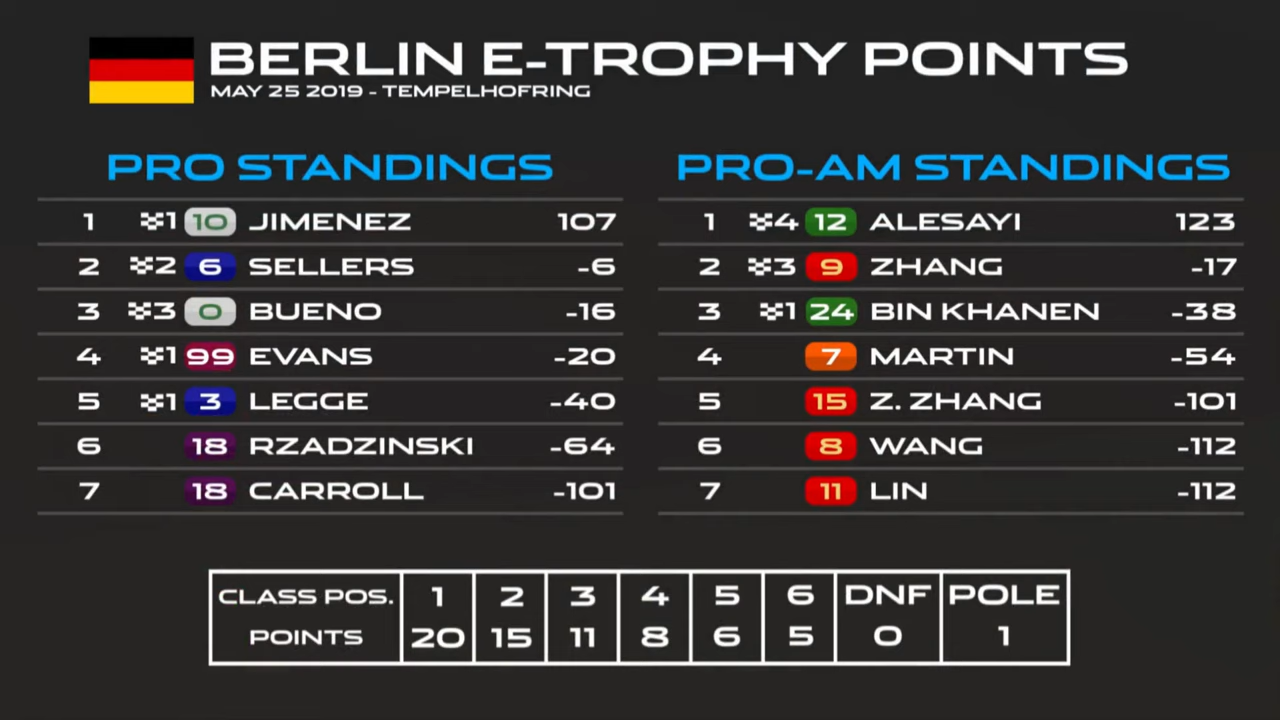 BERLIN E-TROPHY POINTS
MAY 25 2019 - TEMPELHOFRING
PRO STANDINGS
1 1 10 JIMENEZ 107
2 2 6 SELLERS -6
3 3 0 BUENO -16
4 1 99 EVANS -20
5 1 3 LEGGE -40
6 18 RZADZINSKI -64
7 18 CARROLL -101
PRO-AM STANDINGS
1 4 12 ALESAYI 123
2 3 9 ZHANG -17
3 1 24 BIN KHANEN -38
4 7 MARTIN -54
5 15 Z. ZHANG -101
6 8 WANG -112
7 11 LIN -112
CLASS POS. 1 2 3 4 5 6 DNF POLE
POINTS 20 15 11 8 6 5 0 1